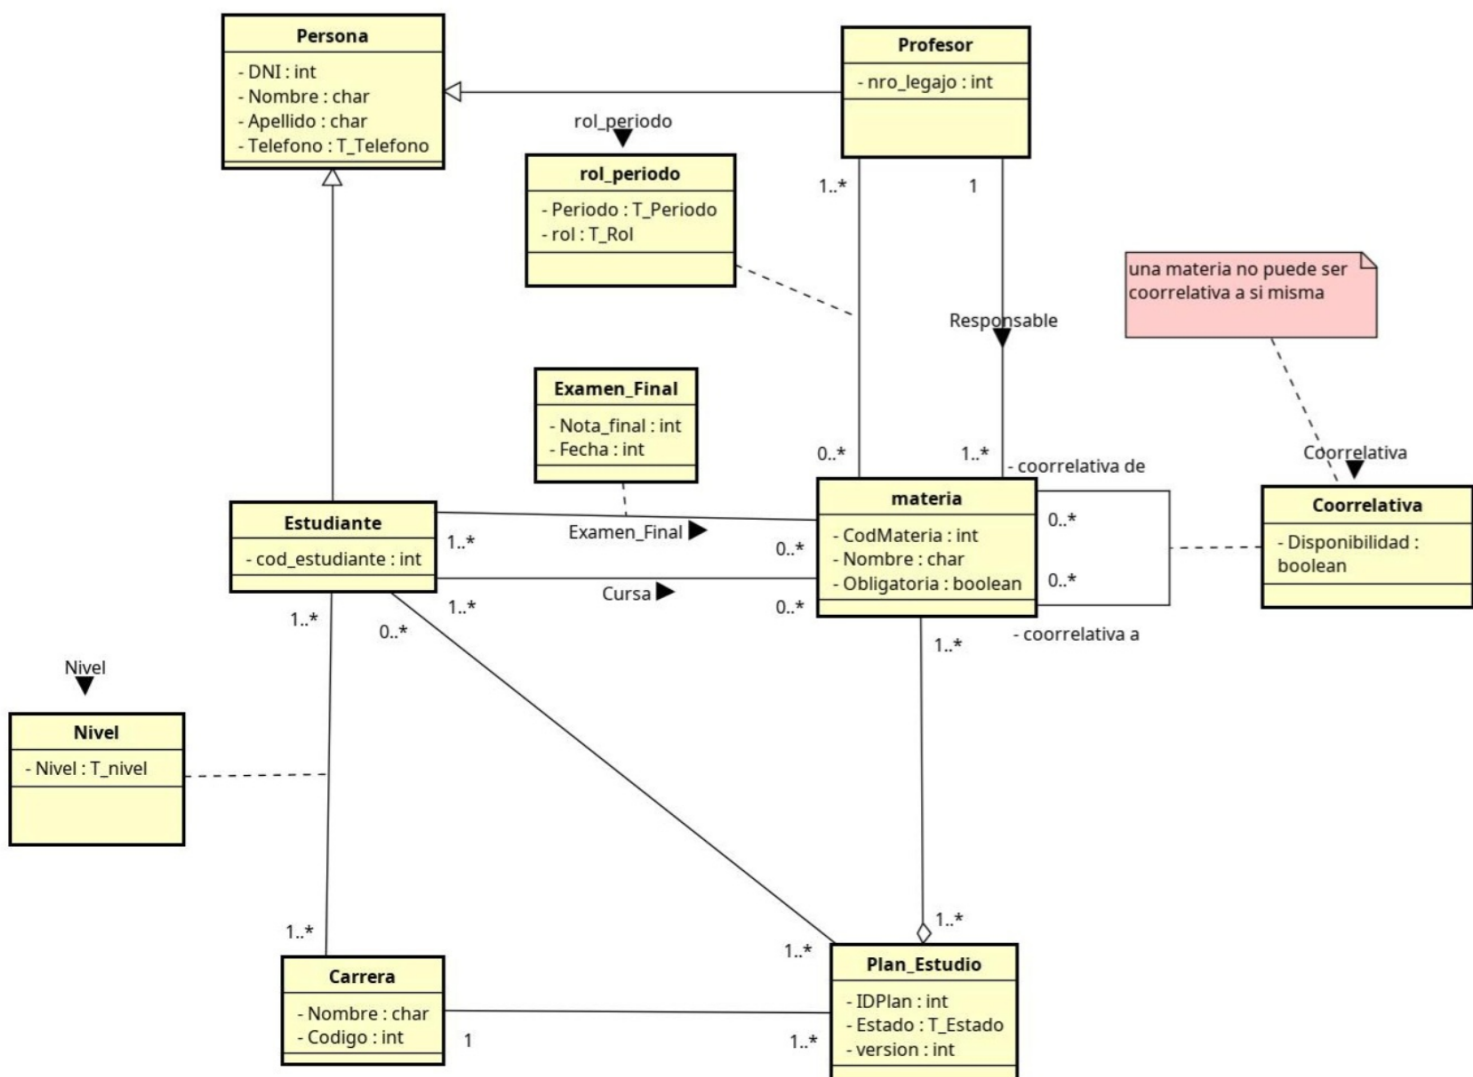 Persona
- DNI : int
- Nombre : char
- Apellido : char
- Telefono : T_Telefono
Profesor
- nro_legajo : int
rol_periodo
rol_periodo
- Periodo : T_Periodo
- rol : T_Rol
1..*
1
una materia no puede ser
coorrelativa a si misma
Responsable
Examen_Final
- Nota_final : int
- Fecha : int
0..*
1..*
- coorrelativa de
Coorrelativa
Estudiante
- cod_estudiante : int
materia
- CodMateria : int
- Nombre : char
- Obligatoria : boolean
Coorrelativa
- Disponibilidad :
boolean
1..*
Examen_Final
0..*
0..*
0..*
1..*
Cursa
0..*
- coorrelativa a
1..*
0..*
1..*
Nivel
Nivel
- Nivel : T_nivel
1..*
1..*
1..*
Carrera
- Nombre : char
- Codigo : int
1
1..*
Plan_Estudio
- IDPlan : int
- Estado : T_Estado
- version : int